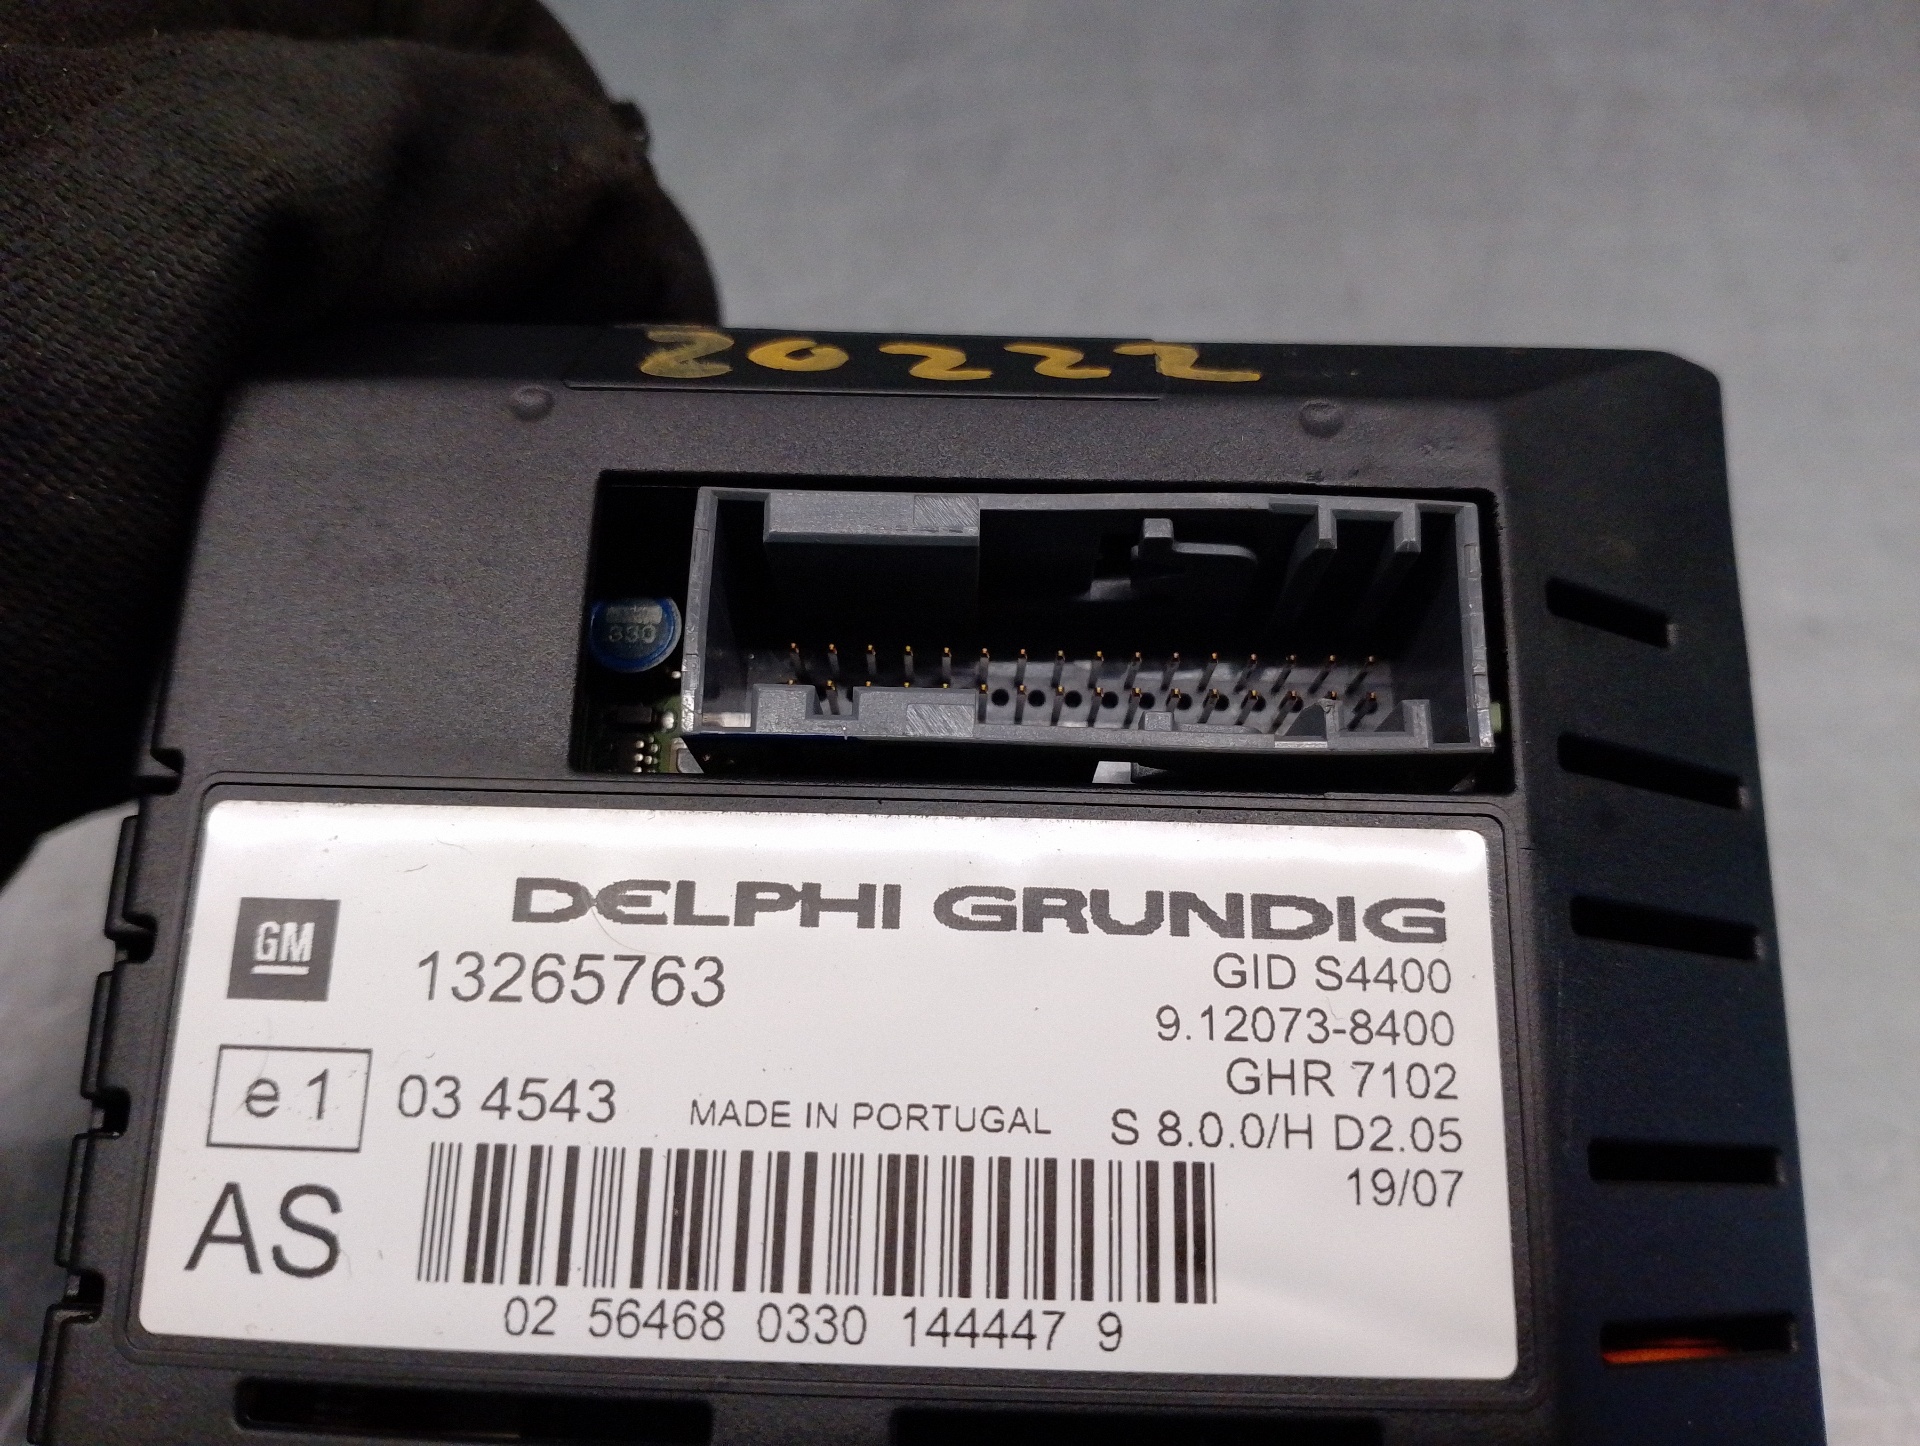 20222
330
DELPHI GRUNDIG
GM
13265763
GID S4400
9.12073-8400
GHR 7102
e1
03 4543
MADE IN PORTUGAL
S 8.0.0/H D2.05
19/07
AS
02 56468 0330 144447 9